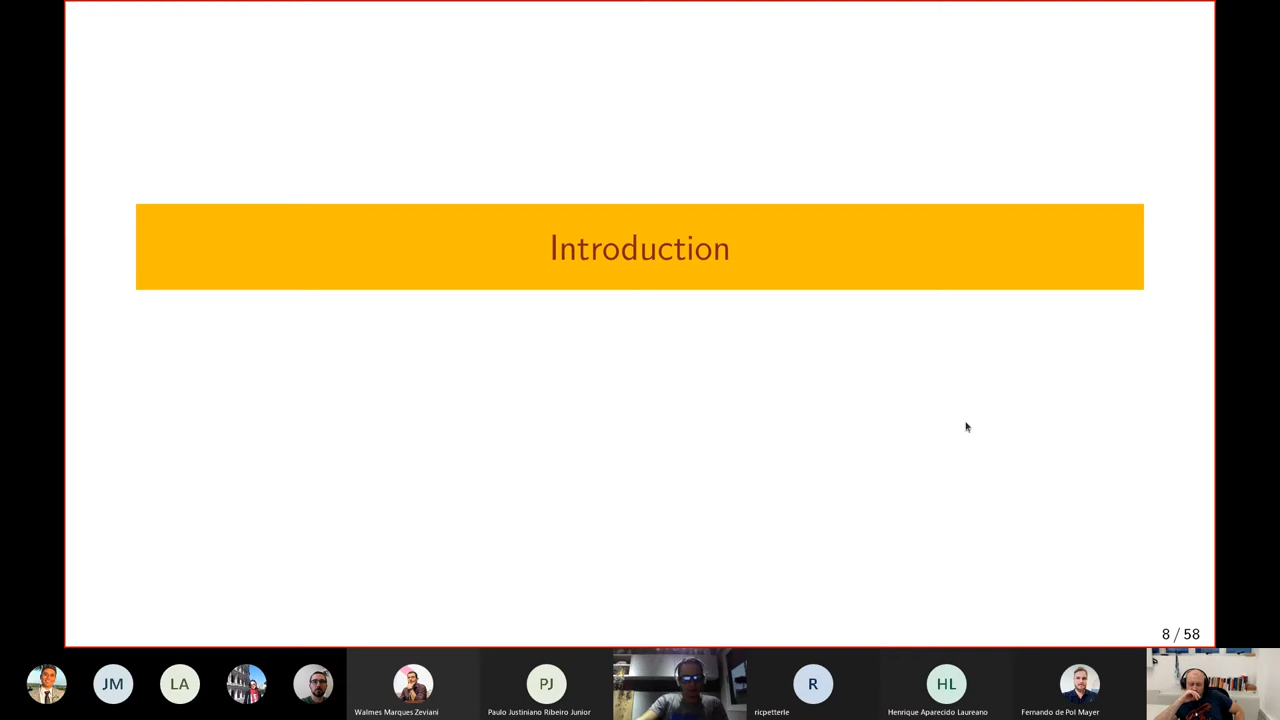 Introduction
8 / 58
JM
LA
Walmes Marques Zeviani
PJ
Paulo Justiniano Ribeiro Junior
R
ricpetterle
HL
Henrique Aparecido Laureano
Fernando de Pol Mayer